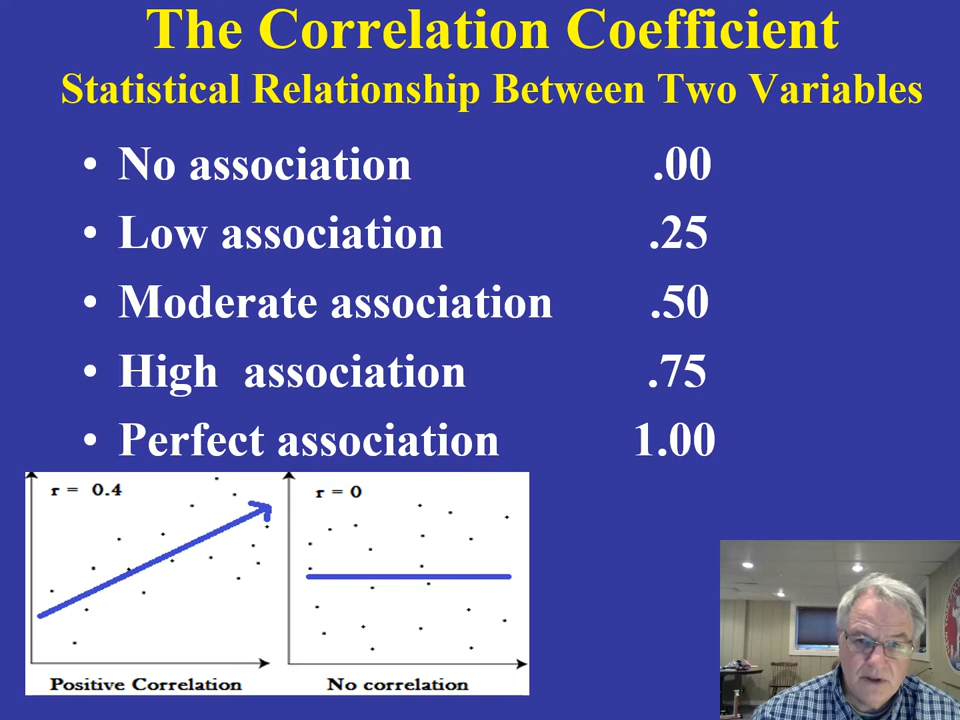 The Correlation Coefficient
Statistical Relationship Between Two Variables
• No association .00
• Low association .25
• Moderate association .50
• High association .75
• Perfect association 1.00
r = 0.4
r = 0
Positive Correlation
No correlation